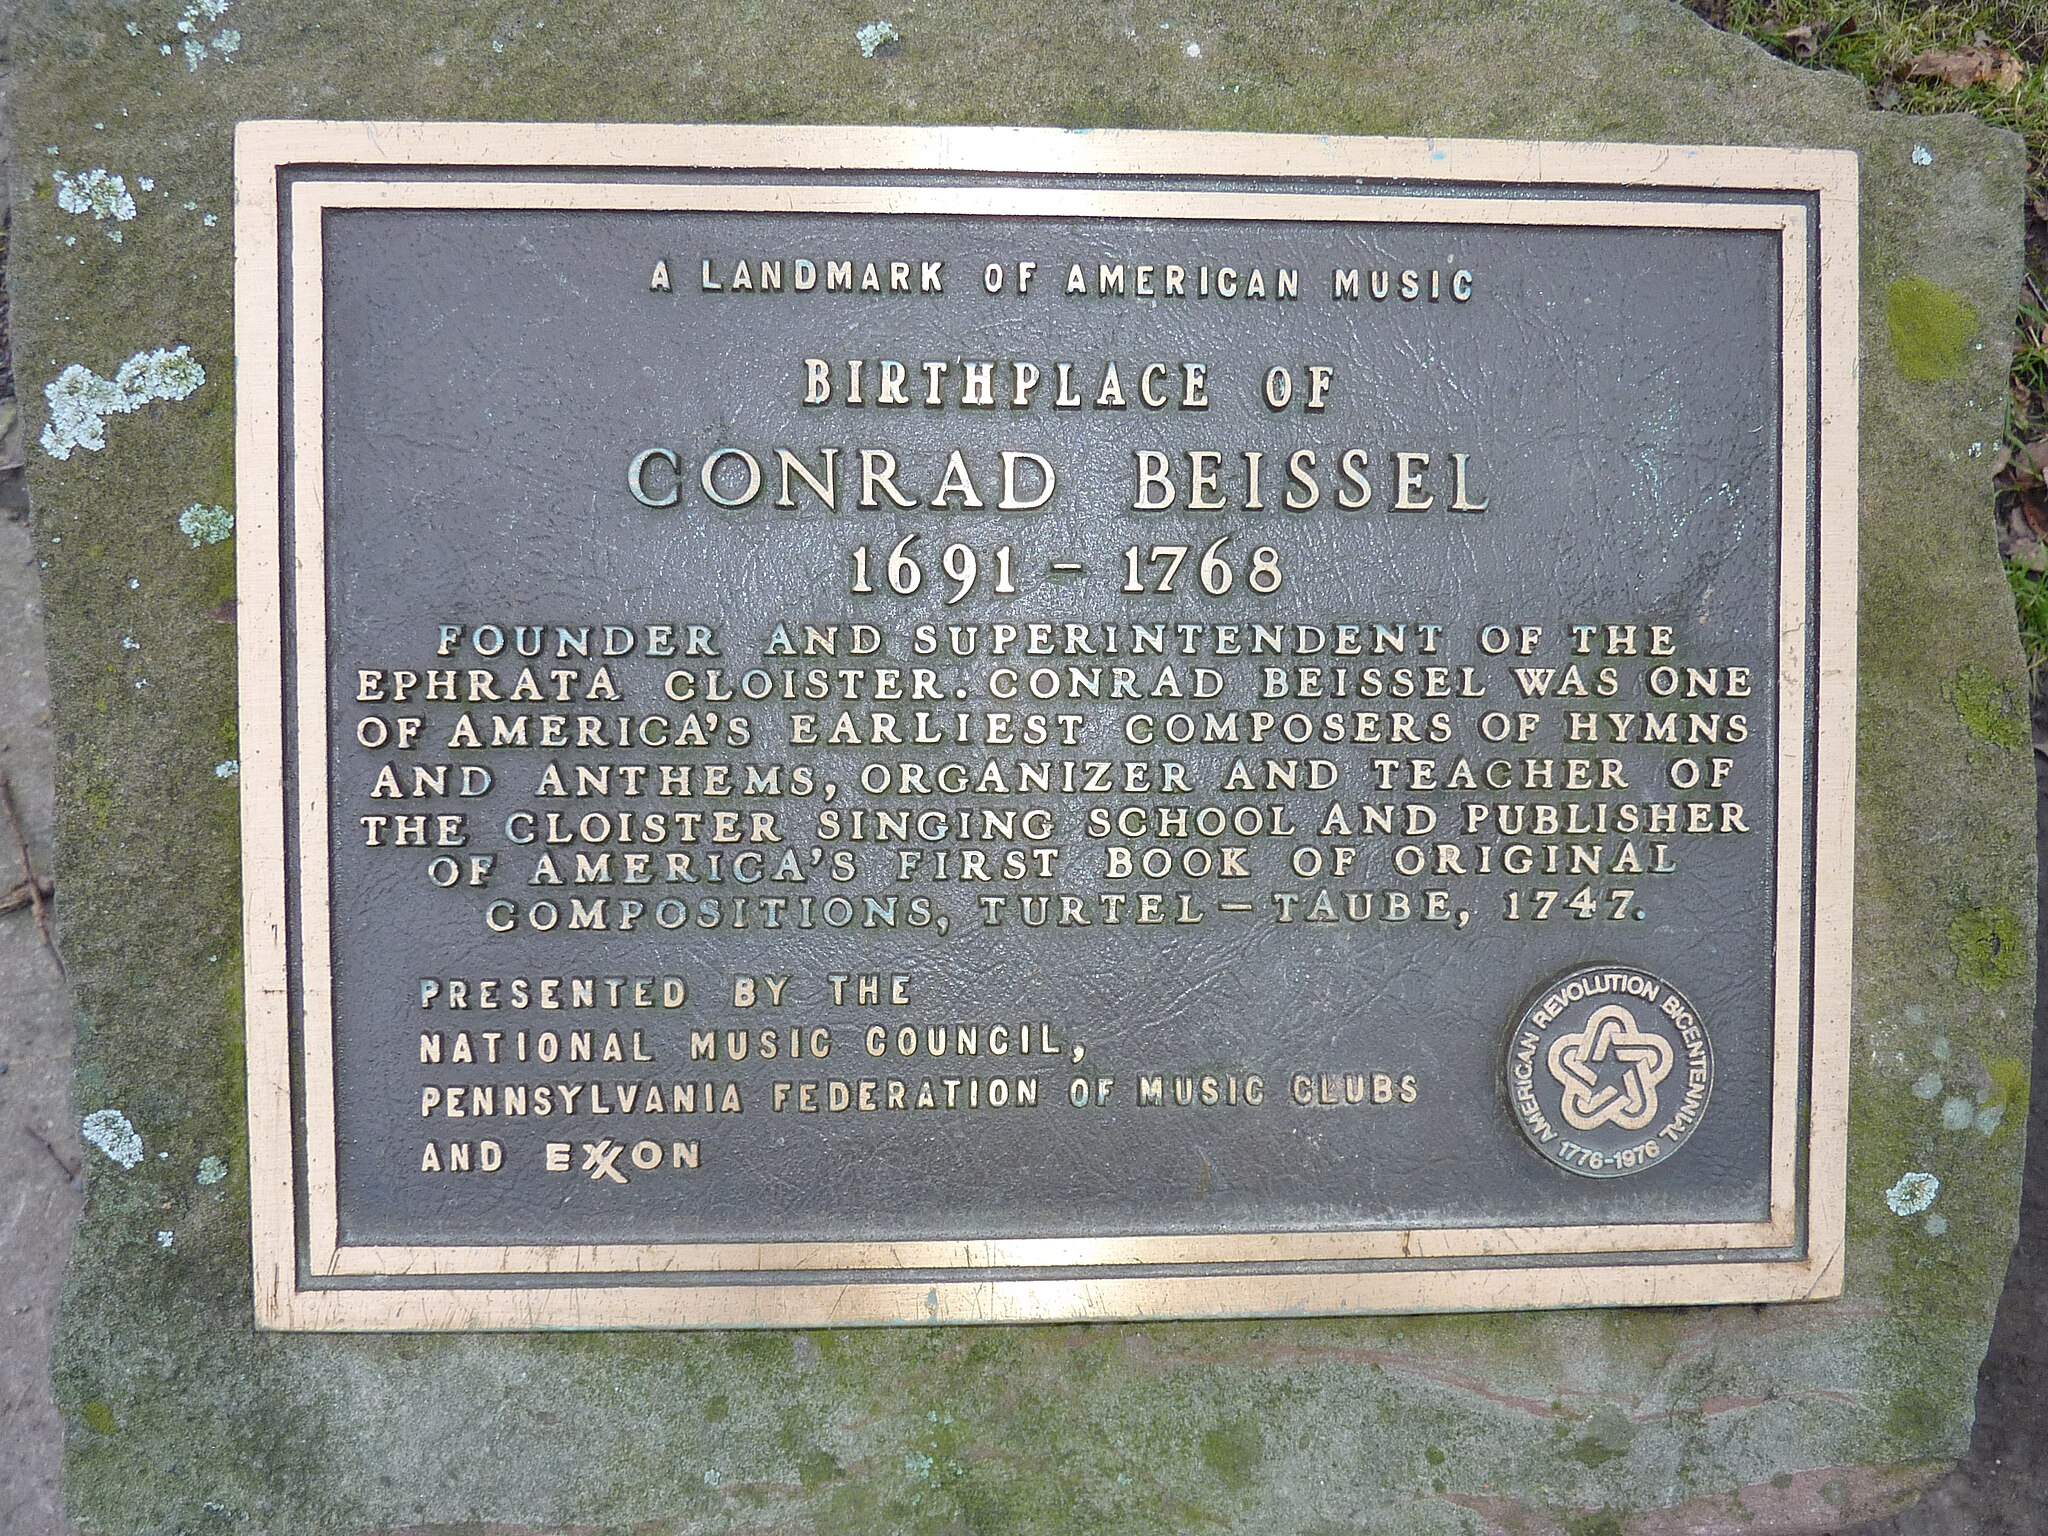 A LANDMARK OF AMERICAN MUSIC
BIRTHPLACE OF
CONRAD BEISSEL
1691 - 1768
FOUNDER AND SUPERINTENDENT OF THE
EPHRATA CLOISTER. CONRAD BEISSEL WAS ONE
OF AMERICA'S EARLIEST COMPOSERS OF HYMNS
AND ANTHEMS, ORGANIZER AND TEACHER OF
THE CLOISTER SINGING SCHOOL AND PUBLISHER
OF AMERICA'S FIRST BOOK OF ORIGINAL
COMPOSITIONS, TURTEL-TAUBE, 1747.
PRESENTED BY THE
NATIONAL MUSIC COUNCIL,
PENNSYLVANIA FEDERATION OF MUSIC CLUBS
AND EXXON
AMERICAN REVOLUTION BICENTENNIAL
1776-1976